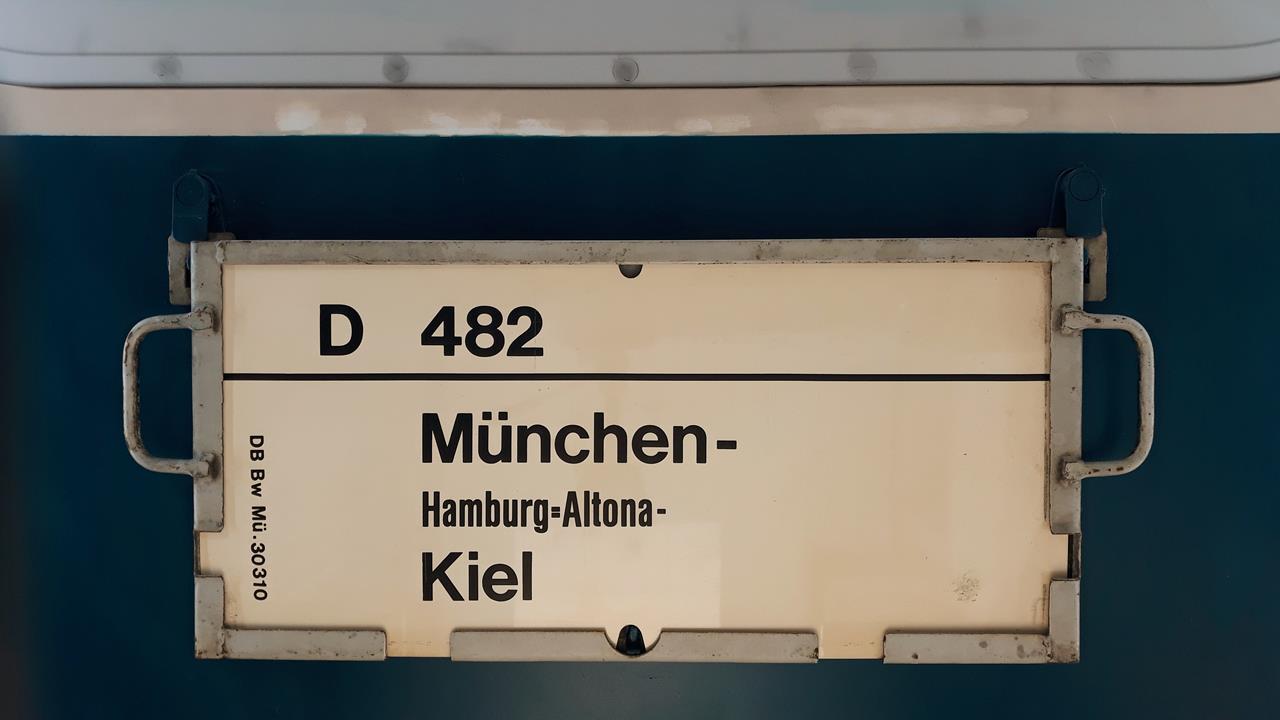 D 482
München-
Hamburg=Altona-
Kiel
DB Bw Mü.30310